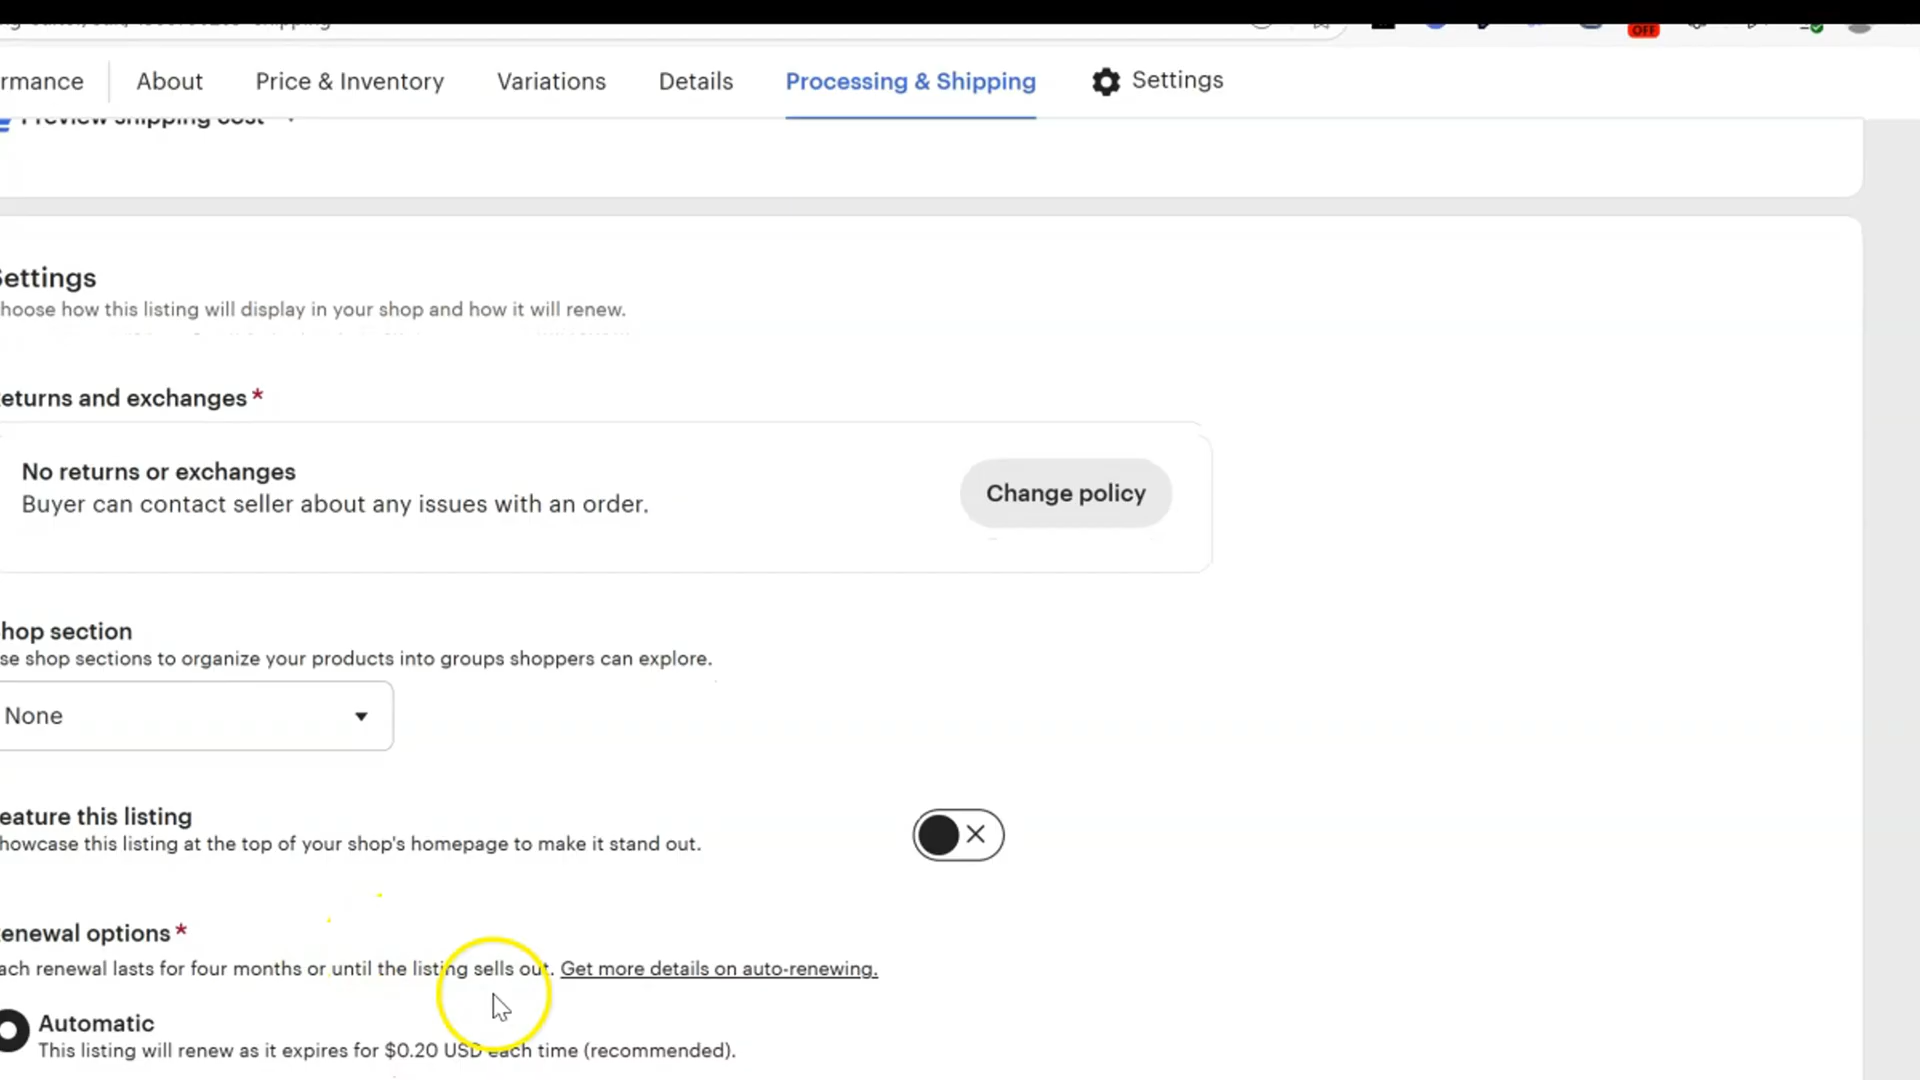 rmance
About
Price & Inventory
Variations
Details
Processing & Shipping
Settings
Preview shipping cost
Settings
hoose how this listing will display in your shop and how it will renew.
eturns and exchanges *
No returns or exchanges
Buyer can contact seller about any issues with an order.
Change policy
hop section
se shop sections to organize your products into groups shoppers can explore.
None
eature this listing
howcase this listing at the top of your shop's homepage to make it stand out.
enewal options *
ach renewal lasts for four months or until the listing sells out. Get more details on auto-renewing.
Automatic
This listing will renew as it expires for $0.20 USD each time (recommended).
OFF